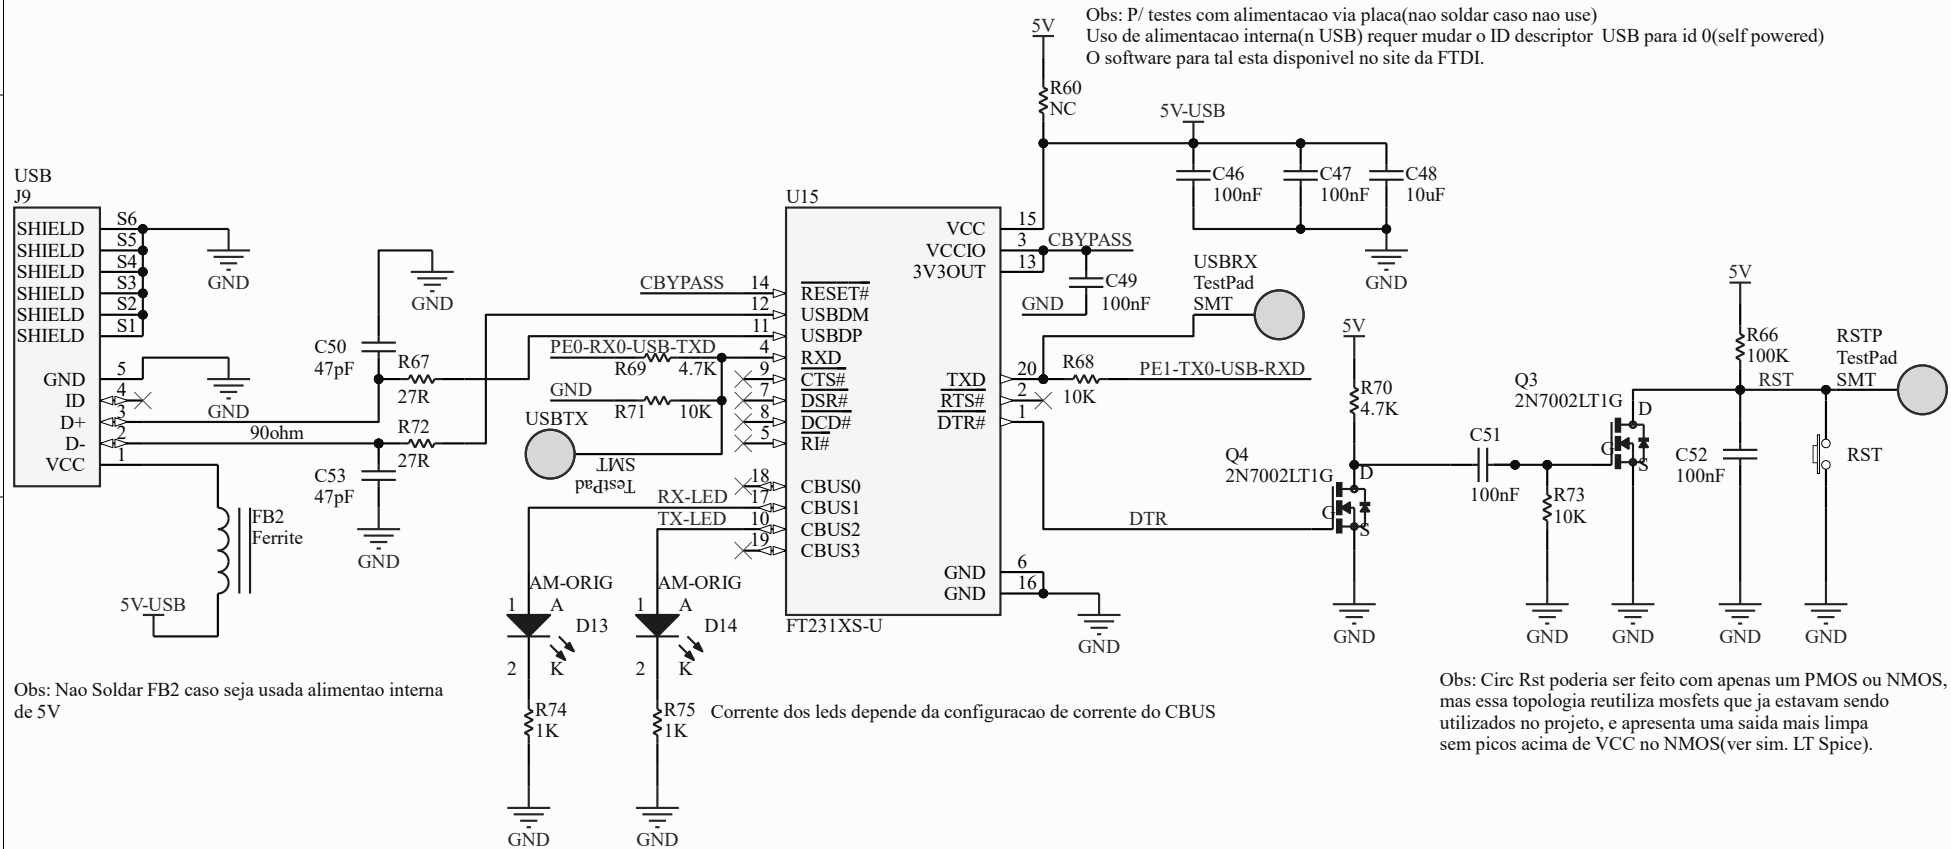 Obs: P/ testes com alimentacao via placa(nao soldar caso nao use)
Uso de alimentacao interna(n USB) requer mudar o ID descriptor  USB para id 0(self powered)
O software para tal esta disponivel no site da FTDI.
5V
R60
NC
5V-USB
C46
100nF
C47
100nF
C48
10uF
GND
USB
J9
SHIELD S6
SHIELD S5
SHIELD S4
SHIELD S3
SHIELD S2
SHIELD S1
GND 5
ID 4
D+ 3
D- 2
VCC 1
GND
GND
GND
C50
47pF
R67
27R
90ohm
R72
27R
C53
47pF
GND
FB2
Ferrite
5V-USB
Obs: Nao Soldar FB2 caso seja usada alimentao interna
de 5V
U15
CBYPASS 14 RESET#
12 USBDM
11 USBDP
PE0-RX0-USB-TXD 4 RXD
R69 4.7K
9 CTS#
GND 7 DSR#
R71 10K
8 DCD#
5 RI#
USBTX
TestPad
SMT
18 CBUS0
RX-LED 17 CBUS1
TX-LED 10 CBUS2
19 CBUS3
VCC 15
VCCIO 3 CBYPASS
3V3OUT 13
C49
100nF
GND
USBRX
TestPad
SMT
TXD 20
R68
10K
PE1-TX0-USB-RXD
RTS# 2
DTR# 1
DTR
GND 6
GND 16
GND
FT231XS-U
AM-ORIG
1 A
D13
2 K
R74
1K
GND
AM-ORIG
1 A
D14
2 K
R75
1K
GND
Corrente dos leds depende da configuracao de corrente do CBUS
5V
R70
4.7K
Q4
2N7002LT1G
D
G
S
GND
C51
100nF
R73
10K
GND
Q3
2N7002LT1G
D
G
S
GND
5V
R66
100K
RST
RSTP
TestPad
SMT
C52
100nF
GND
RST
GND
Obs: Circ Rst poderia ser feito com apenas um PMOS ou NMOS,
mas essa topologia reutiliza mosfets que ja estavam sendo
utilizados no projeto, e apresenta uma saida mais limpa
sem picos acima de VCC no NMOS(ver sim. LT Spice).